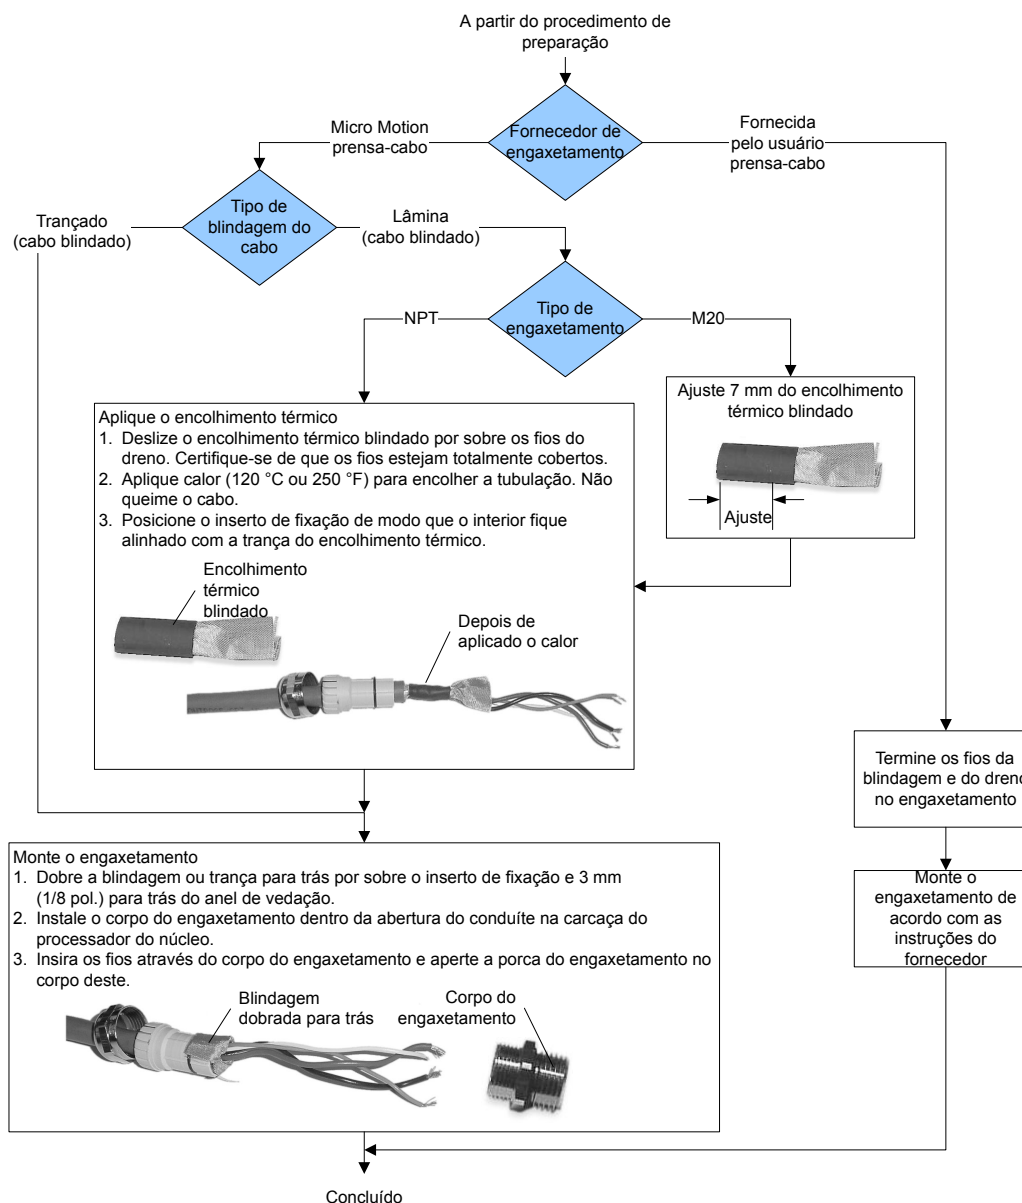 A partir do procedimento de
preparação
Micro Motion
prensa-cabo
Fornecedor de
engaxetamento
Fornecida
pelo usuário
prensa-cabo
Trançado
(cabo blindado)
Tipo de
blindagem do
cabo
Lâmina
(cabo blindado)
NPT
Tipo de
engaxetamento
M20
Ajuste 7 mm do encolhimento
térmico blindado
Ajuste
Aplique o encolhimento térmico
1. Deslize o encolhimento térmico blindado por sobre os fios do
dreno. Certifique-se de que os fios estejam totalmente cobertos.
2. Aplique calor (120 °C ou 250 °F) para encolher a tubulação. Não
queime o cabo.
3. Posicione o inserto de fixação de modo que o interior fique
alinhado com a trança do encolhimento térmico.
Encolhimento
térmico
blindado
Depois de
aplicado o calor
Termine os fios da
blindagem e do dreno
no engaxetamento
Monte o engaxetamento
1. Dobre a blindagem ou trança para trás por sobre o inserto de fixação e 3 mm
(1/8 pol.) para trás do anel de vedação.
2. Instale o corpo do engaxetamento dentro da abertura do conduíte na carcaça do
processador do núcleo.
3. Insira os fios através do corpo do engaxetamento e aperte a porca do engaxetamento no
corpo deste.
Blindagem
dobrada para trás
Corpo do
engaxetamento
Monte o
engaxetamento de
acordo com as
instruções do
fornecedor
Concluído